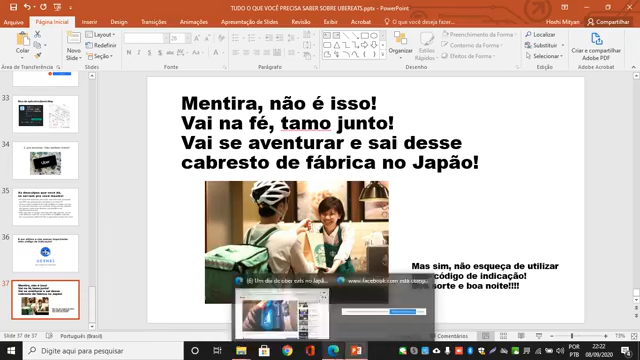 TUDO O QUE VOCÊ PRECISA SABER SOBRE UBEREATS.pptx - PowerPoint
Hoshi Mityan
Compartilhar
Arquivo
Página Inicial
Inserir
Design
Transições
Animações
Apresentação de Slides
Revisão
Exibir
Acrobat
O que você deseja fazer...
Colar
Novo Slide
Layout
Redefinir
Seção
Organizar
Preenchimento da Forma
Contorno da Forma
Efeitos de Forma
Localizar
Substituir
Selecionar
Criar e Compartilhar Adobe PDF
Área de Transferência
Slides
Fonte
Parágrafo
Desenho
Edição
Adobe Acrobat
33
34
35
36
37
Mentira, não é isso!
Vai na fé, tamo junto!
Vai se aventurar e sai desse
cabresto de fábrica no Japão!
Mas sim, não esqueça de utilizar
código de indicação!
sorte e boa noite!!!!
Slide 37 de 37
Português (Brasil)
Comentários
73%
Digite aqui para pesquisar
POR
PTB
22:22
08/09/2020